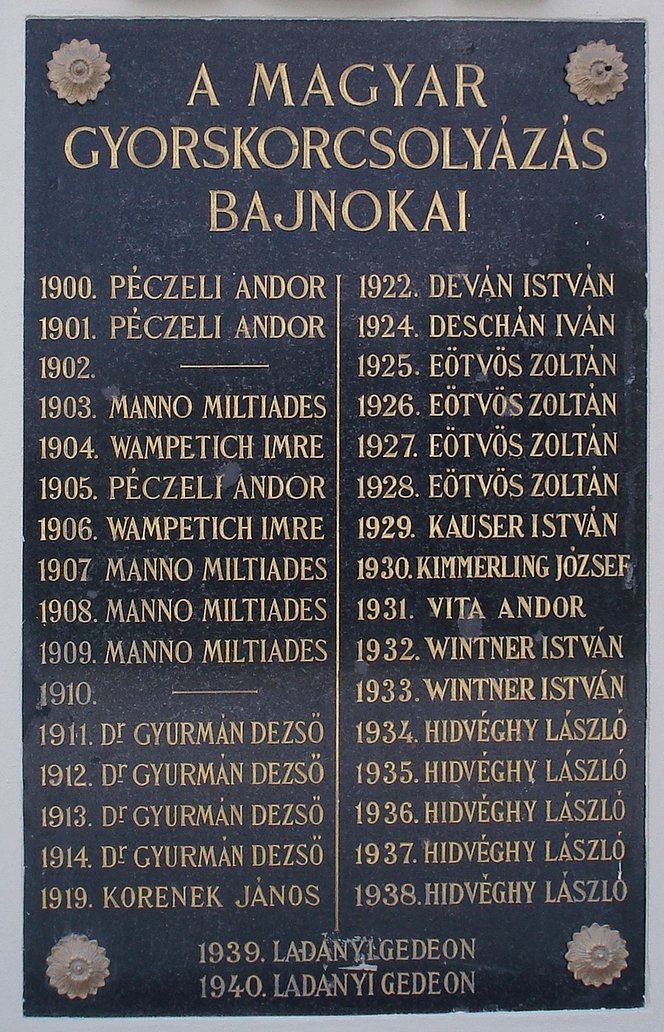 A MAGYAR
GYORSKORCSOLYÁZÁS
BAJNOKAI
1900. PÉCZELI ANDOR
1901. PÉCZELI ANDOR
1902. —
1903. MANNO MILTIADES
1904. WAMPETICH IMRE
1905. PÉCZELI ANDOR
1906. WAMPETICH IMRE
1907 MANNO MILTIADES
1908. MANNO MILTIADES
1909. MANNO MILTIADES
1910. —
1911. Dr GYURMÁN DEZSŐ
1912. Dr GYURMÁN DEZSŐ
1913. Dr GYURMÁN DEZSŐ
1914. Dr GYURMÁN DEZSŐ
1919. KORENEK JÁNOS
1922. DEVÁN ISTVÁN
1924. DESCHÁN IVÁN
1925. EÖTVÖS ZOLTÁN
1926. EÖTVÖS ZOLTÁN
1927. EÖTVÖS ZOLTÁN
1928. EÖTVÖS ZOLTÁN
1929. KAUSER ISTVÁN
1930. KIMMERLING JÓZSEF
1931. VITA ANDOR
1932. WINTNER ISTVÁN
1933. WINTNER ISTVÁN
1934. HIDVÉGHY LÁSZLÓ
1935. HIDVÉGHY LÁSZLÓ
1936. HIDVÉGHY LÁSZLÓ
1937. HIDVÉGHY LÁSZLÓ
1938. HIDVÉGHY LÁSZLÓ
1939. LADÁNYI GEDEON
1940. LADÁNYI GEDEON